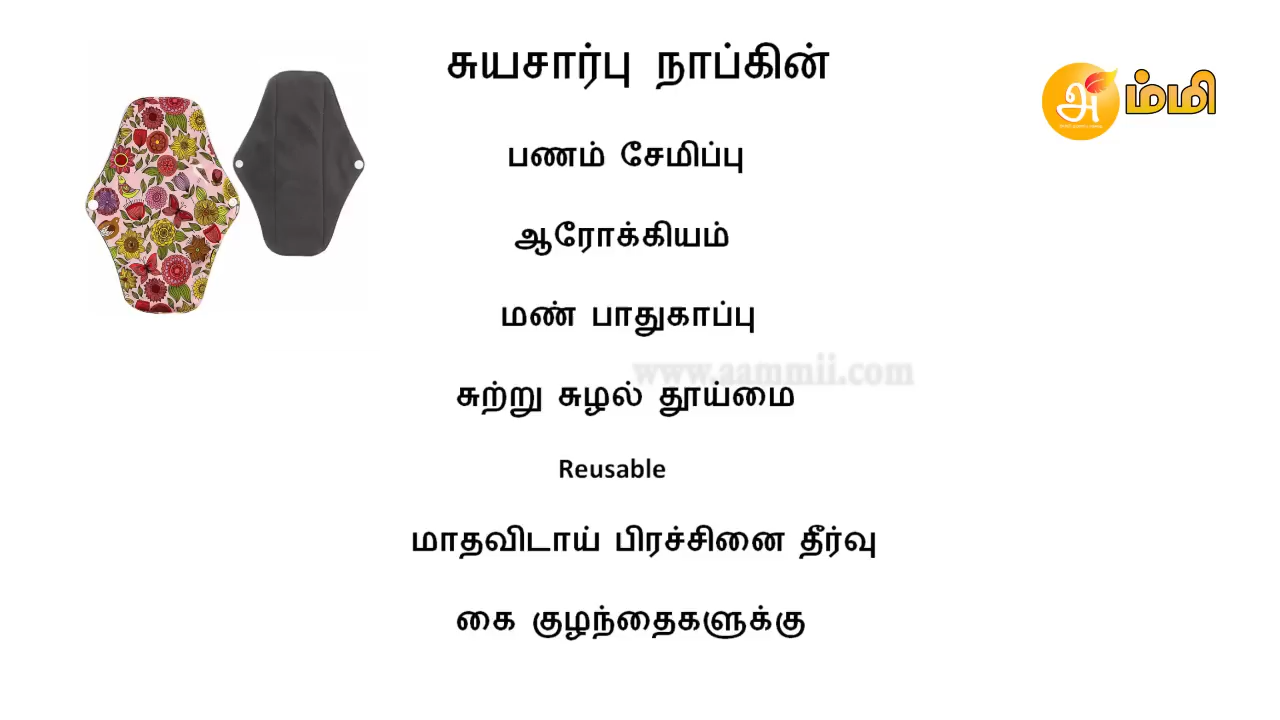 சுயசார்பு நாப்கின்
அம்மி
பணம் சேமிப்பு
ஆரோக்கியம்
மண் பாதுகாப்பு
www.aammii.com
சுற்று சுழல் தூய்மை
Reusable
மாதவிடாய் பிரச்சினை தீர்வு
கை குழந்தைகளுக்கு